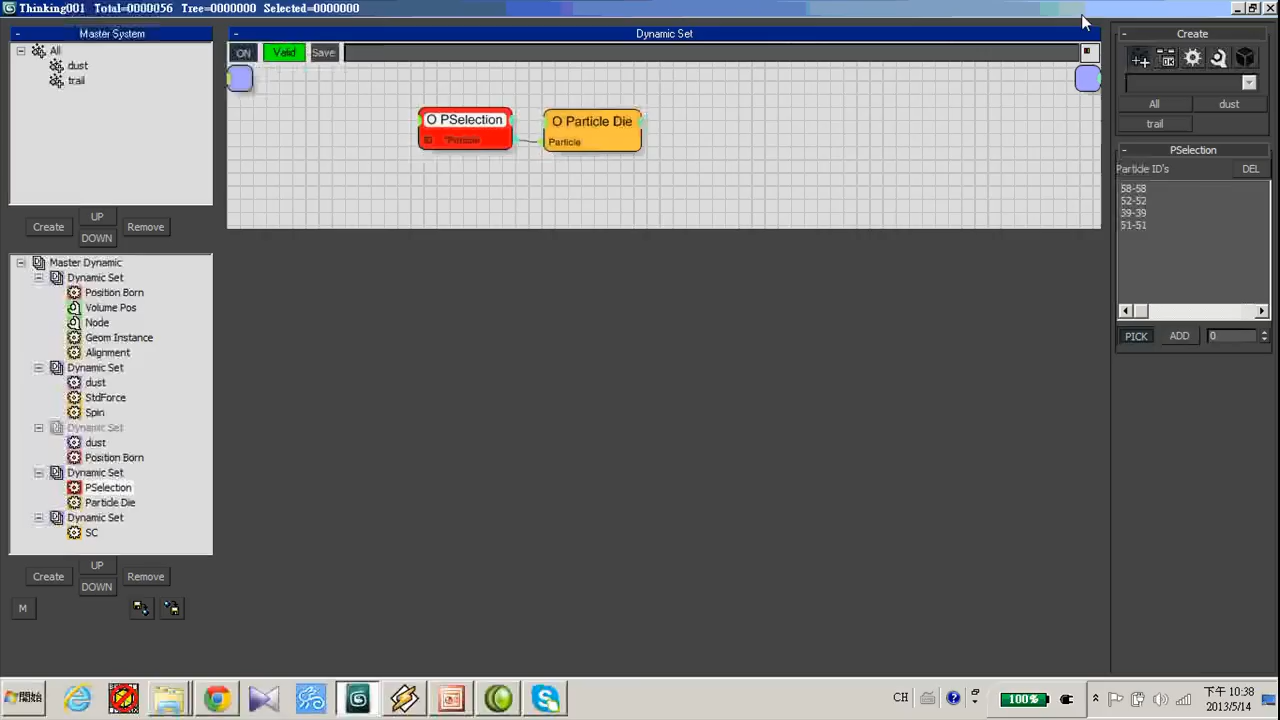 Thinking001 Total=0000056 Tree=0000000 Selected=0000000
Master System
All
dust
trail
Create
UP
DOWN
Remove
Master Dynamic
Dynamic Set
Position Born
Volume Pos
Node
Geom Instance
Alignment
Dynamic Set
dust
StdForce
Spin
Dynamic Set
dust
Position Born
Dynamic Set
PSelection
Particle Die
Dynamic Set
SC
Create
UP
DOWN
Remove
M
Dynamic Set
ON
Valid
Save
O PSelection
O Particle Die
Particle
Create
All
dust
trail
PSelection
Particle ID's
DEL
58-58
52-52
39-39
51-51
PICK
ADD
0
開始
CH
100%
下午 10:38
2013/5/14